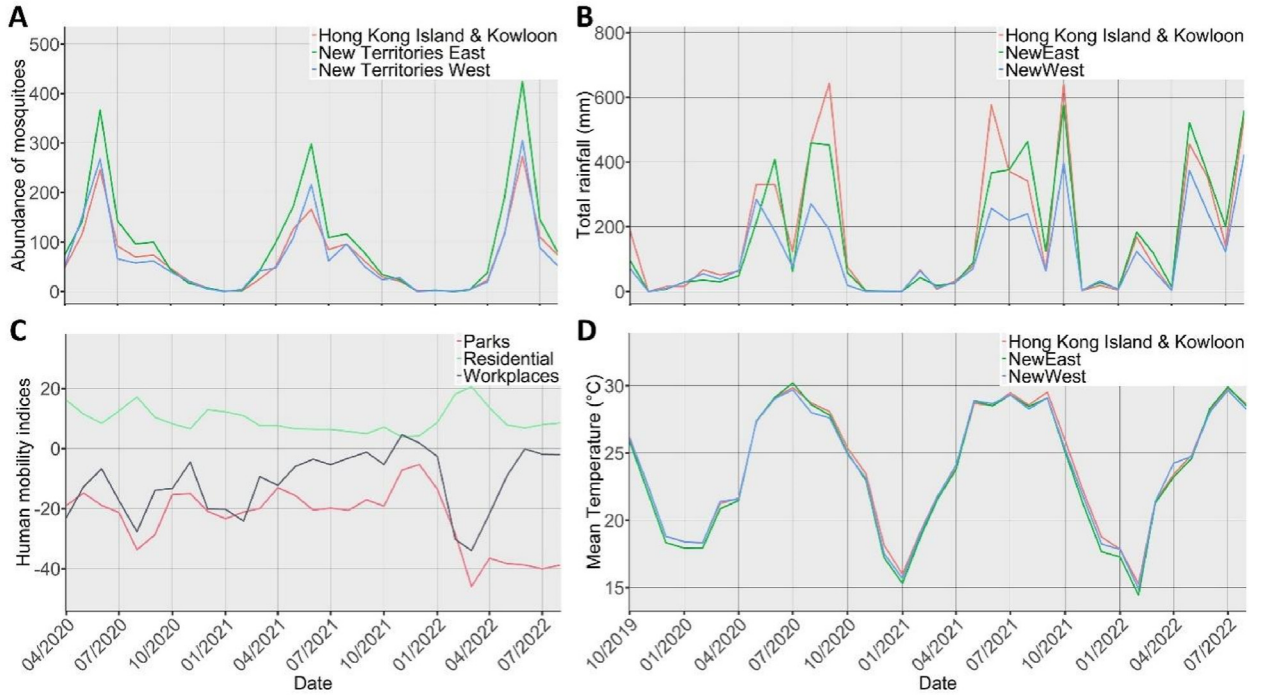 A
Abundance of mosquitoes
500
400
300
200
100
0
Hong Kong Island & Kowloon
New Territories East
New Territories West
B
Total rainfall (mm)
800
600
400
200
0
Hong Kong Island & Kowloon
NewEast
NewWest
C
Human mobility indices
20
0
-20
-40
Parks
Residential
Workplaces
04/2020
07/2020
10/2020
01/2021
04/2021
07/2021
10/2021
01/2022
04/2022
07/2022
Date
D
Mean Temperature (°C)
30
25
20
15
Hong Kong Island & Kowloon
NewEast
NewWest
10/2019
01/2020
04/2020
07/2020
10/2020
01/2021
04/2021
07/2021
10/2021
01/2022
04/2022
07/2022
Date